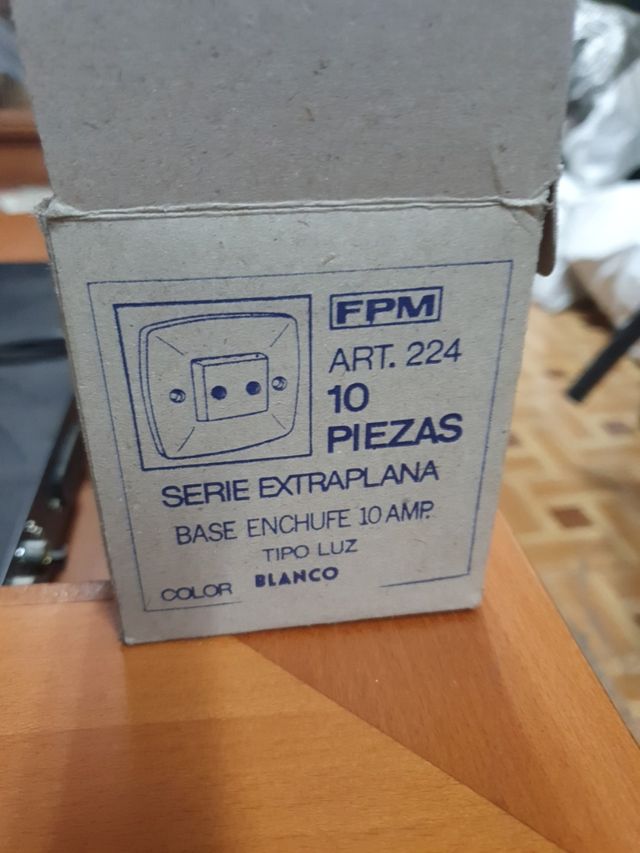 FPM
ART. 224
10
PIEZAS
SERIE EXTRAPLANA
BASE ENCHUFE 10 AMP.
TIPO LUZ
COLOR BLANCO